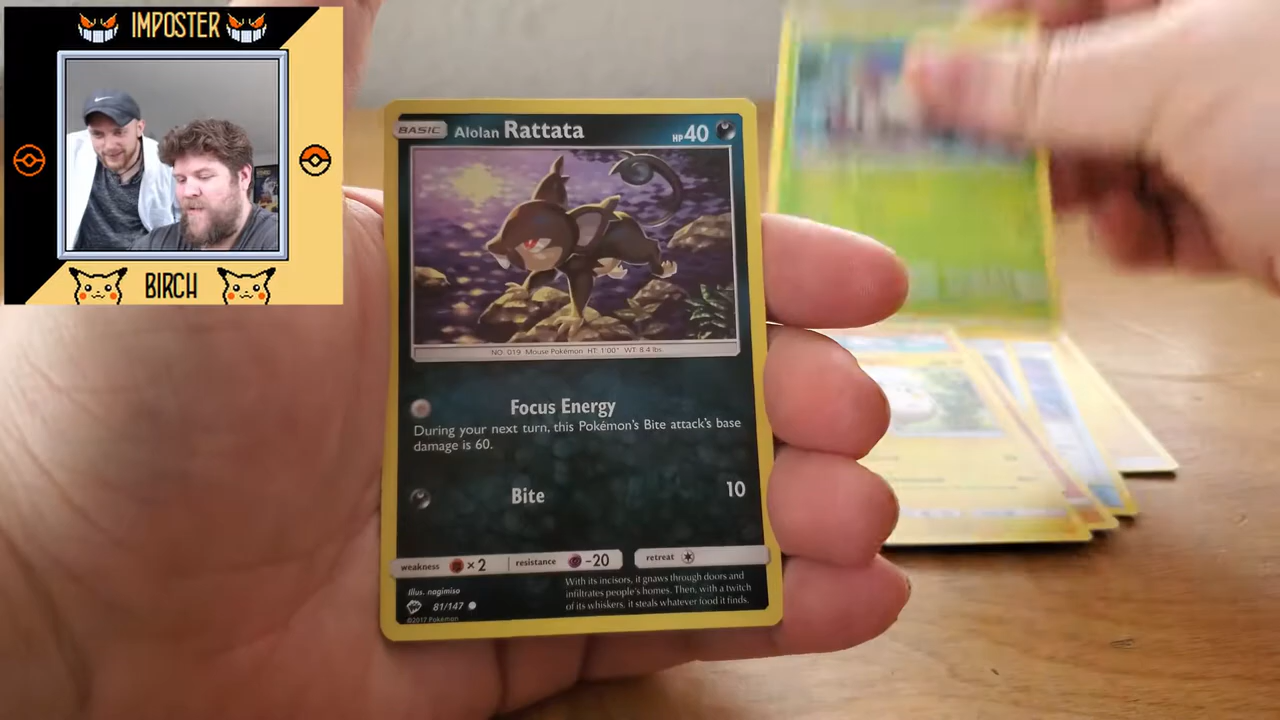 IMPOSTER
BIRCH
BASIC Alolan Rattata HP 40
NO. 019 Mouse Pokémon HT: 1'00" WT: 8.4 lbs.
Focus Energy
During your next turn, this Pokémon's Bite attack's base
damage is 60.
Bite 10
weakness ×2 resistance -20 retreat
Illus. nagimiso
81/147
©2017 Pokémon
With its incisors, it gnaws through doors and
infiltrates people's homes. Then, with a twitch
of its whiskers, it steals whatever food it finds.